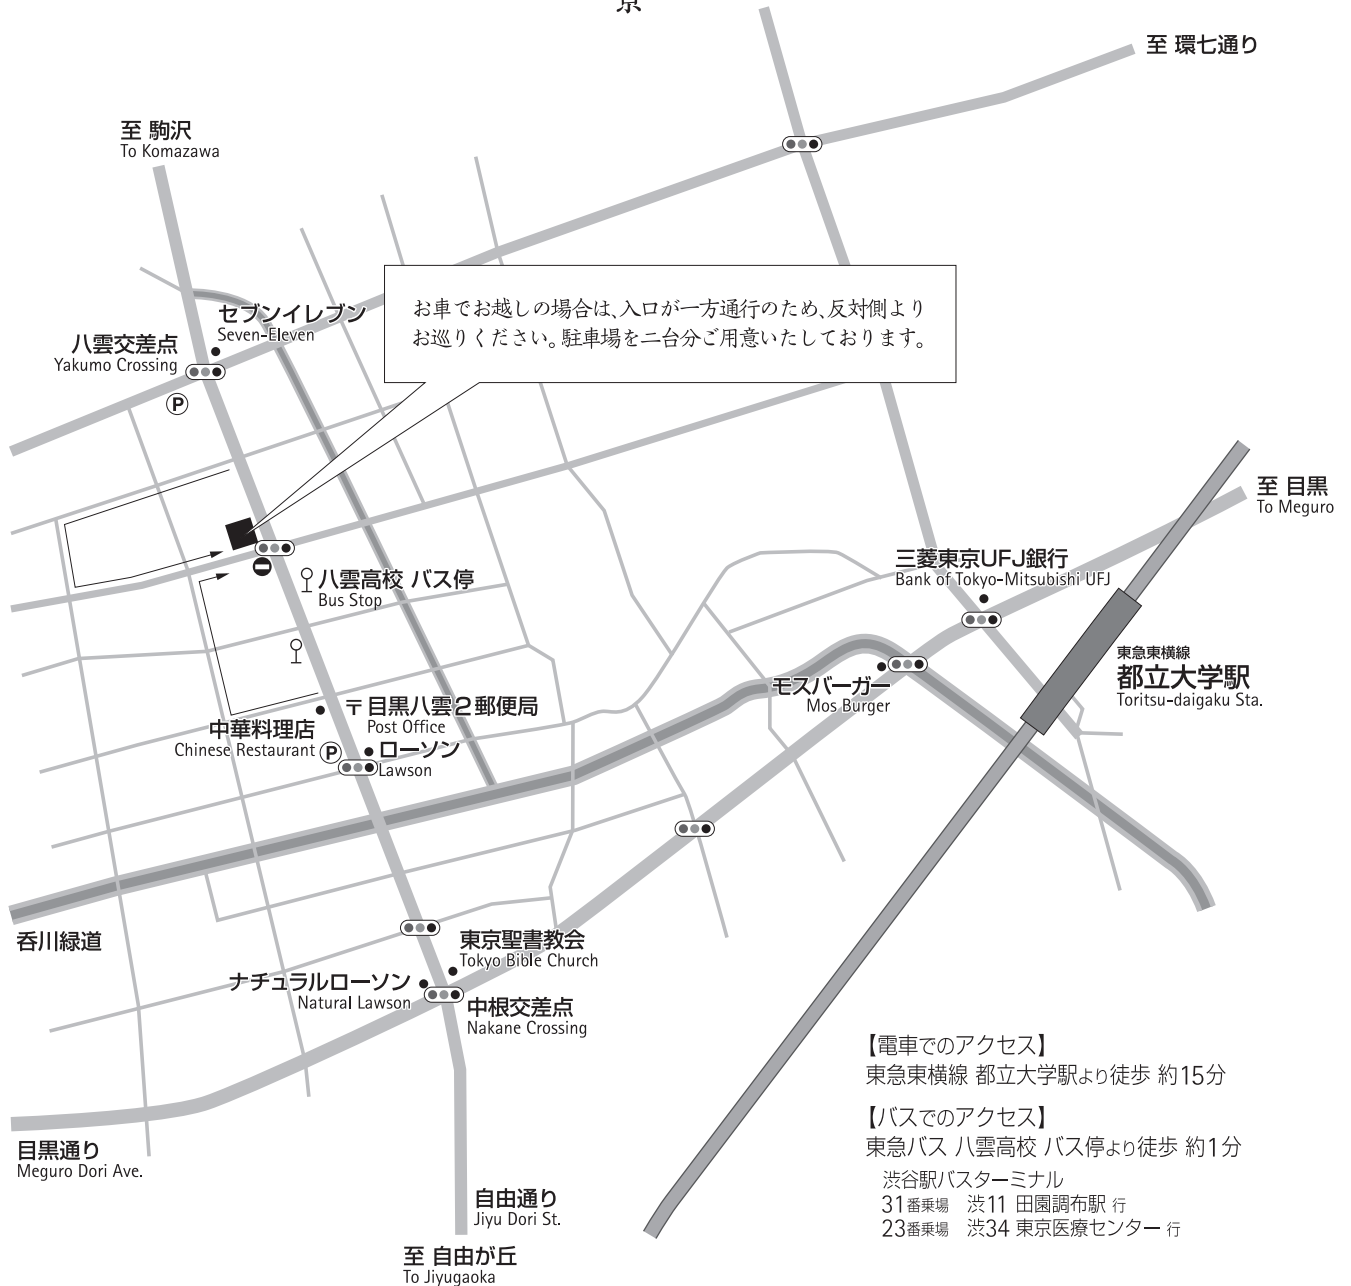 京
至 環七通り
至 駒沢
To Komazawa
お車でお越しの場合は、入口が一方通行のため、反対側より
お巡りください。駐車場を二台分ご用意いたしております。
セブンイレブン
Seven-Eleven
八雲交差点
Yakumo Crossing
P
至 目黒
To Meguro
三菱東京UFJ銀行
Bank of Tokyo-Mitsubishi UFJ
八雲高校 バス停
Bus Stop
東急東横線
都立大学駅
Toritsu-daigaku Sta.
モスバーガー
Mos Burger
〒目黒八雲2郵便局
Post Office
中華料理店
Chinese Restaurant
P
ローソン
Lawson
呑川緑道
東京聖書教会
Tokyo Bible Church
ナチュラルローソン
Natural Lawson
中根交差点
Nakane Crossing
目黒通り
Meguro Dori Ave.
自由通り
Jiyu Dori St.
至 自由が丘
To Jiyugaoka
【電車でのアクセス】
東急東横線 都立大学駅より徒歩 約15分
【バスでのアクセス】
東急バス 八雲高校 バス停より徒歩 約1分
渋谷駅バスターミナル
31番乗場 渋11 田園調布駅 行
23番乗場 渋34 東京医療センター 行